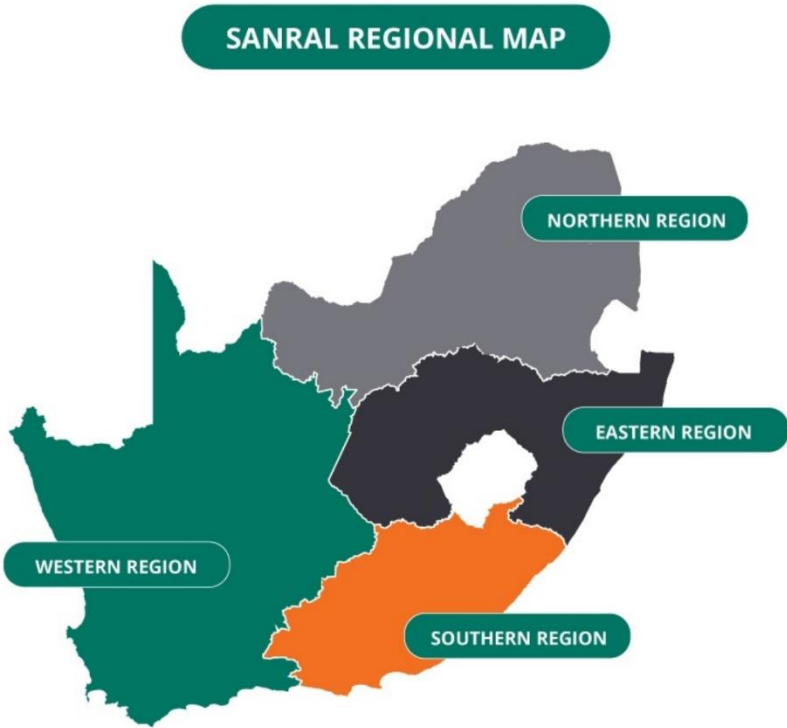 SANRAL REGIONAL MAP
NORTHERN REGION
EASTERN REGION
WESTERN REGION
SOUTHERN REGION